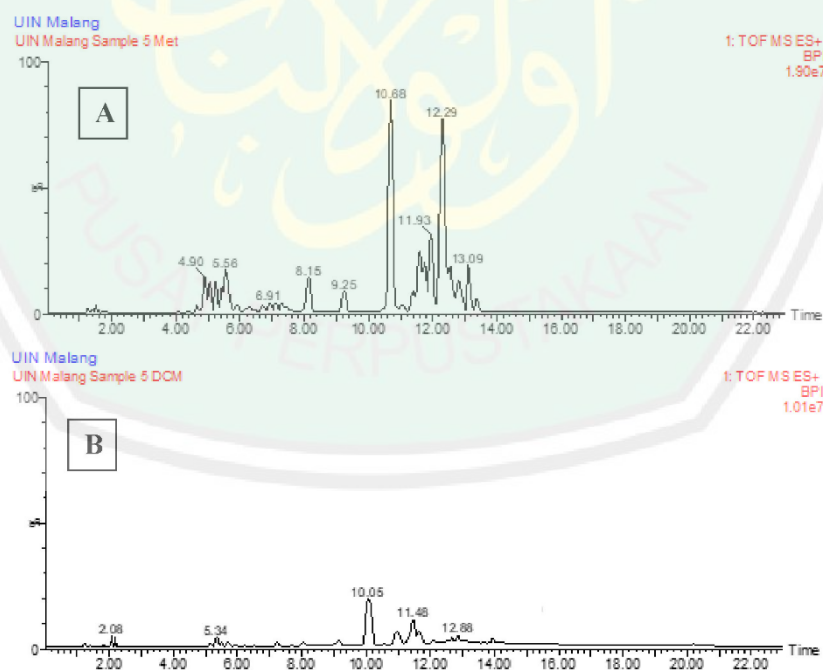 UIN Malang
UIN Malang Sample 5 Met
1: TOF MS ES+
BPI
1.90e7
100
A
10.68
12.29
11.93
4.90
5.56
13.09
8.15
9.25
6.91
%
0
2.00 4.00 6.00 8.00 10.00 12.00 14.00 16.00 18.00 20.00 22.00
Time
PUSAT PERPUSTAKAAN
UIN Malang
UIN Malang Sample 5 DCM
1: TOF MS ES+
BPI
1.01e7
100
B
%
10.05
11.48
2.08
5.34
12.88
0
2.00 4.00 6.00 8.00 10.00 12.00 14.00 16.00 18.00 20.00 22.00
Time